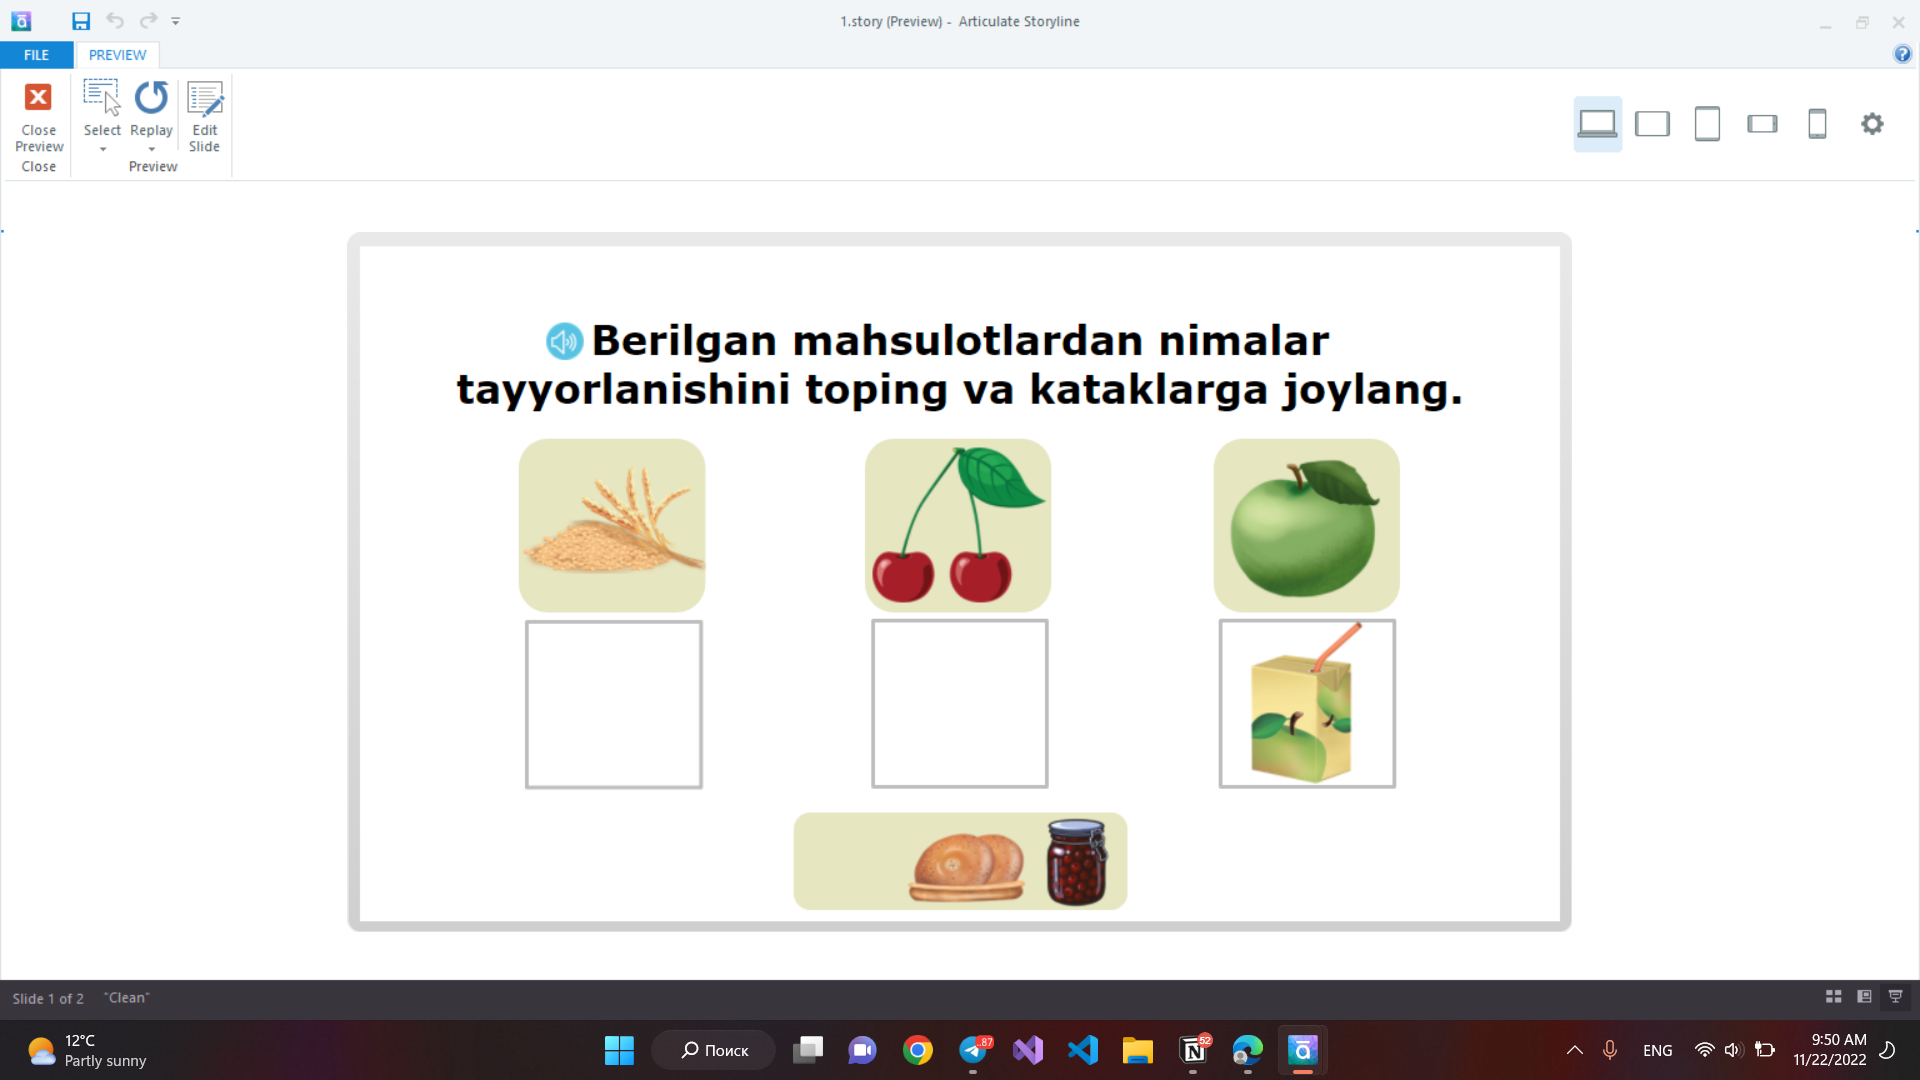 1.story (Preview) - Articulate Storyline
FILE
PREVIEW
Close
Preview
Select
Replay
Edit
Slide
Close
Preview
Berilgan mahsulotlardan nimalar
tayyorlanishini toping va kataklarga joylang.
Slide 1 of 2
"Clean"
12°C
Partly sunny
Поиск
87
52
ENG
9:50 AM
11/22/2022